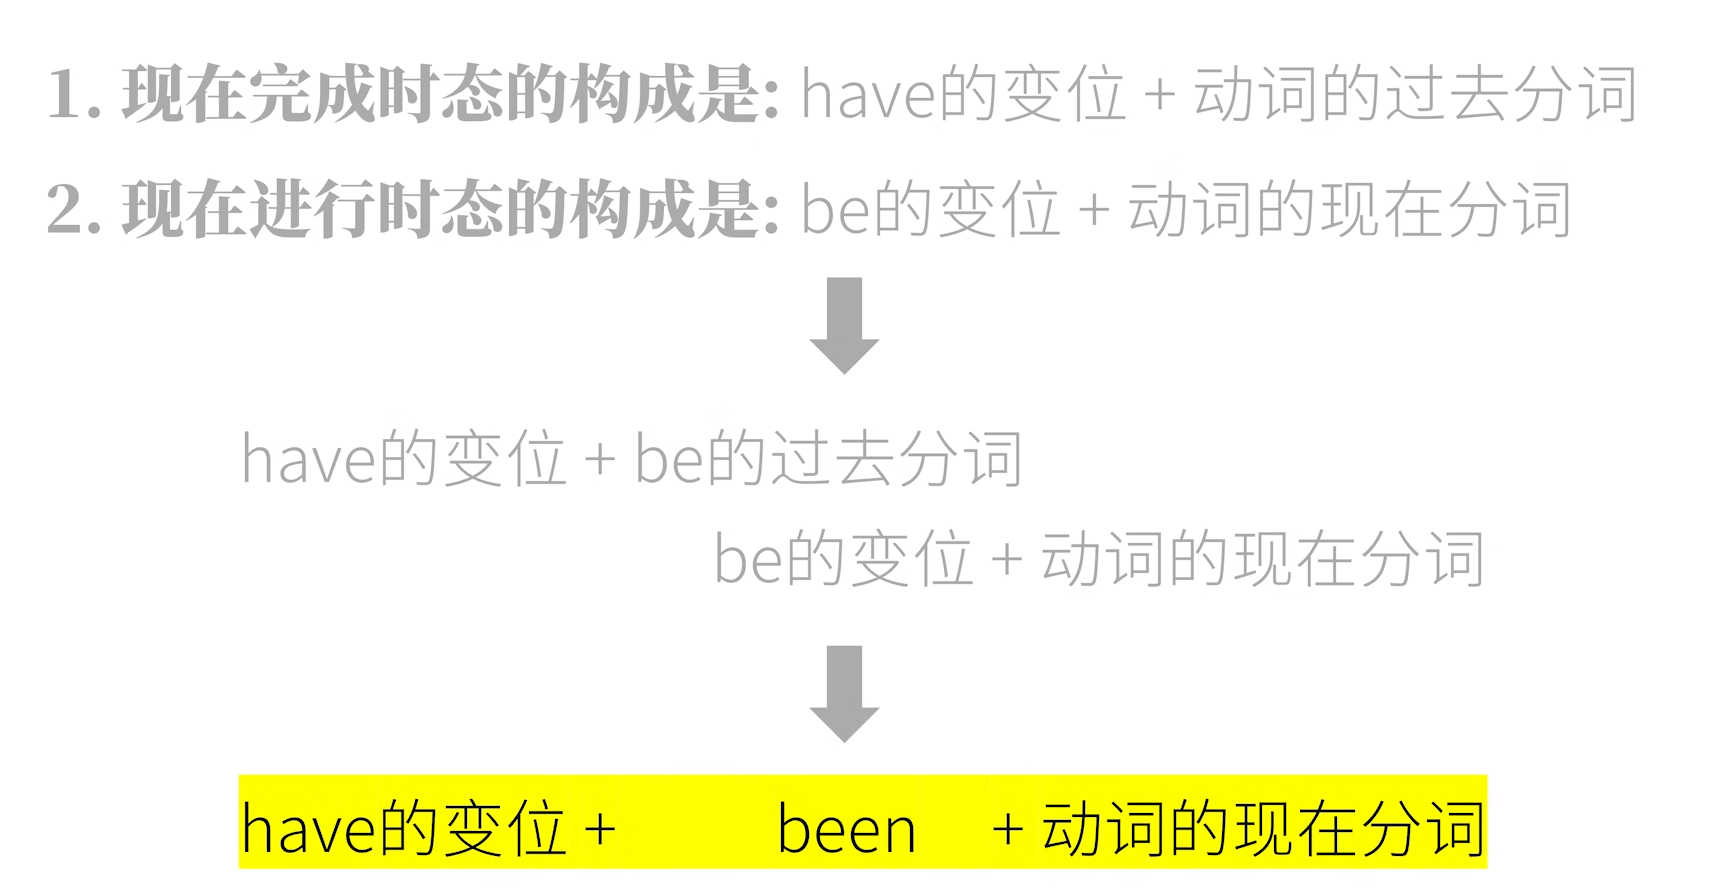 1. 现在完成时态的构成是: have的变位 + 动词的过去分词
2. 现在进行时态的构成是: be的变位 + 动词的现在分词
have的变位 + be的过去分词
be的变位 + 动词的现在分词
have的变位 + been + 动词的现在分词